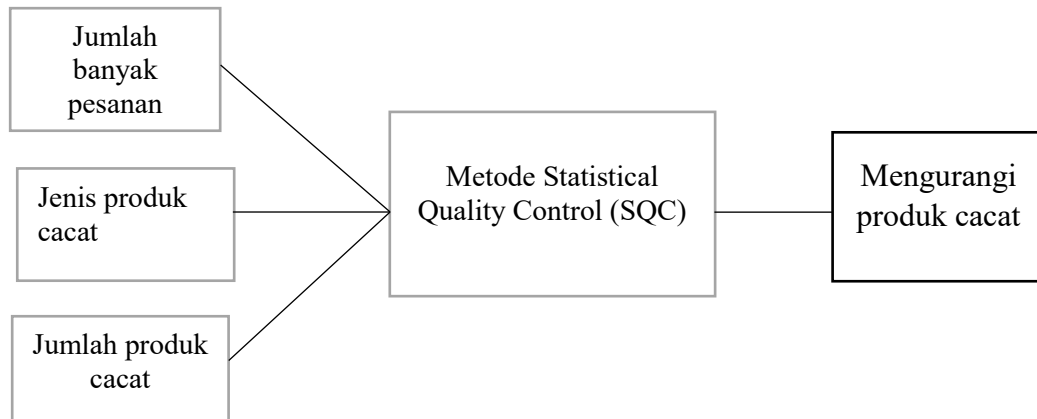 Jumlah
banyak
pesanan
Jenis produk
cacat
Jumlah produk
cacat
Metode Statistical
Quality Control (SQC)
Mengurangi
produk cacat